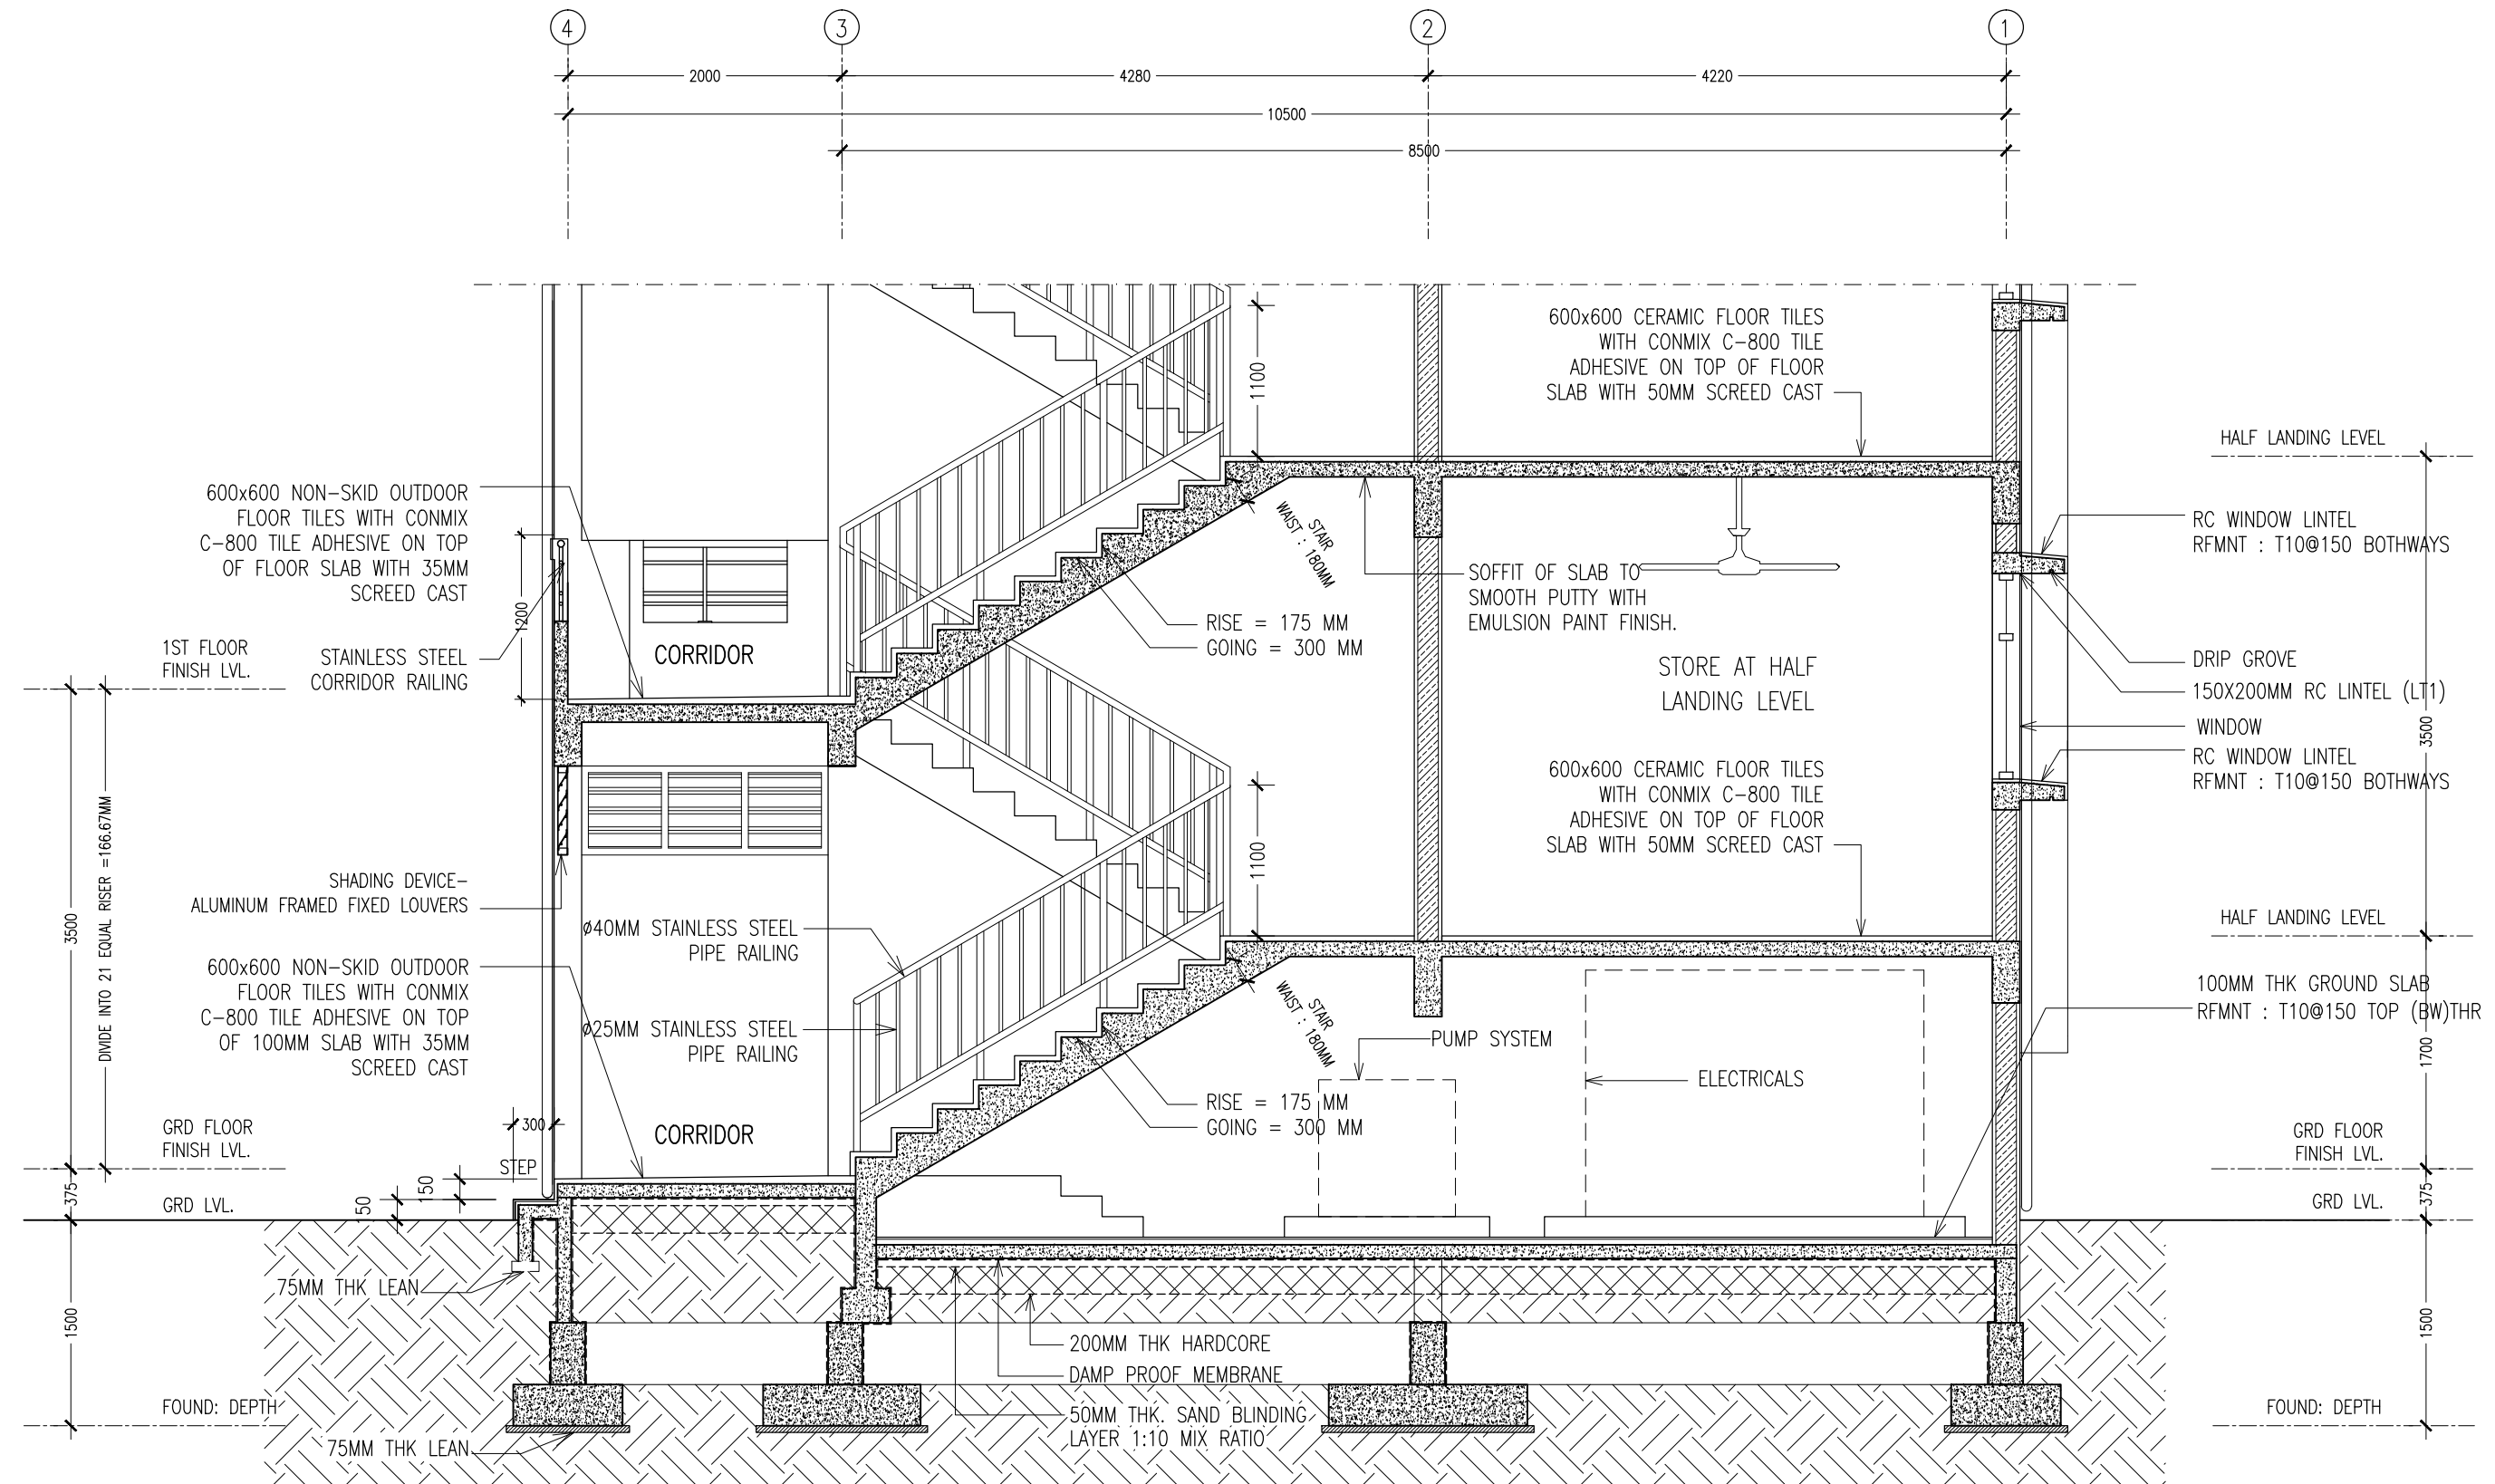 4
3
2
1
2000
4280
4220
10500
8500
600x600 CERAMIC FLOOR TILES
WITH CONMIX C-800 TILE
ADHESIVE ON TOP OF FLOOR
SLAB WITH 50MM SCREED CAST
1100
HALF LANDING LEVEL
600x600 NON-SKID OUTDOOR
FLOOR TILES WITH CONMIX
C-800 TILE ADHESIVE ON TOP
OF FLOOR SLAB WITH 35MM
SCREED CAST
1200
STAIR
WAIST : 180MM
RC WINDOW LINTEL
RFMNT : T10@150 BOTHWAYS
SOFFIT OF SLAB TO
SMOOTH PUTTY WITH
EMULSION PAINT FINISH.
RISE = 175 MM
GOING = 300 MM
1ST FLOOR
FINISH LVL.
STAINLESS STEEL
CORRIDOR RAILING
CORRIDOR
STORE AT HALF
LANDING LEVEL
DRIP GROVE
150X200MM RC LINTEL (LT1)
WINDOW
3500
RC WINDOW LINTEL
RFMNT : T10@150 BOTHWAYS
600x600 CERAMIC FLOOR TILES
WITH CONMIX C-800 TILE
ADHESIVE ON TOP OF FLOOR
SLAB WITH 50MM SCREED CAST
1100
SHADING DEVICE-
ALUMINUM FRAMED FIXED LOUVERS
3500
DIVIDE INTO 21 EQUAL RISER =166.67MM
ø40MM STAINLESS STEEL
PIPE RAILING
HALF LANDING LEVEL
600x600 NON-SKID OUTDOOR
FLOOR TILES WITH CONMIX
C-800 TILE ADHESIVE ON TOP
OF 100MM SLAB WITH 35MM
SCREED CAST
ø25MM STAINLESS STEEL
PIPE RAILING
STAIR
WAIST : 180MM
100MM THK GROUND SLAB
RFMNT : T10@150 TOP (BW)THR
PUMP SYSTEM
ELECTRICALS
1700
RISE = 175 MM
GOING = 300 MM
300
CORRIDOR
GRD FLOOR
FINISH LVL.
GRD FLOOR
FINISH LVL.
STEP
150
150
375
GRD LVL.
375
GRD LVL.
75MM THK LEAN
1500
1500
200MM THK HARDCORE
DAMP PROOF MEMBRANE
50MM THK. SAND BLINDING
LAYER 1:10 MIX RATIO
FOUND: DEPTH
FOUND: DEPTH
75MM THK LEAN